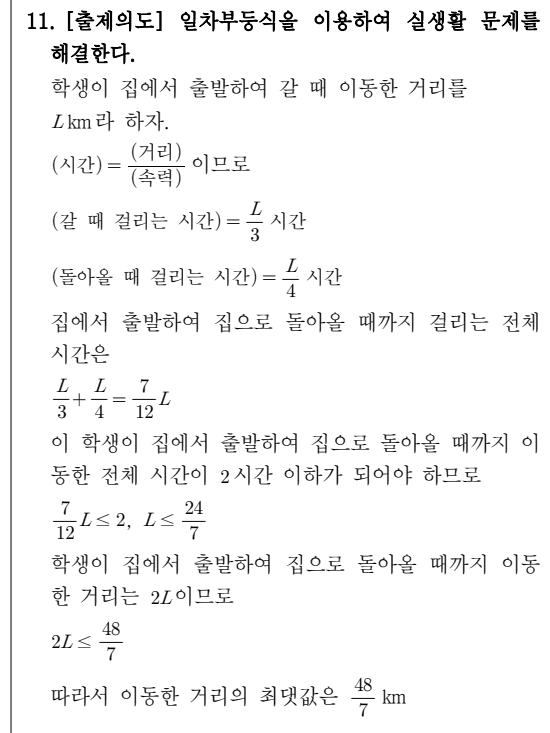 11. [출제의도] 일차부등식을 이용하여 실생활 문제를
해결한다.
학생이 집에서 출발하여 갈 때 이동한 거리를
L km라 하자.
(시간) = (거리)/(속력) 이므로
(갈 때 걸리는 시간) = L/3 시간
(돌아올 때 걸리는 시간) = L/4 시간
집에서 출발하여 집으로 돌아올 때까지 걸리는 전체
시간은
L/3 + L/4 = 7/12 L
이 학생이 집에서 출발하여 집으로 돌아올 때까지 이
동한 전체 시간이 2시간 이하가 되어야 하므로
7/12 L ≤ 2, L ≤ 24/7
학생이 집에서 출발하여 집으로 돌아올 때까지 이동
한 거리는 2L이므로
2L ≤ 48/7
따라서 이동한 거리의 최댓값은 48/7 km